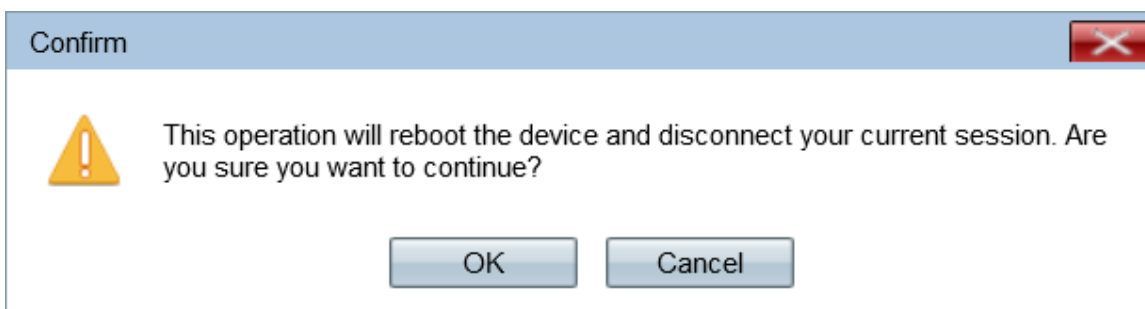 Confirm
This operation will reboot the device and disconnect your current session. Are
you sure you want to continue?
OK
Cancel